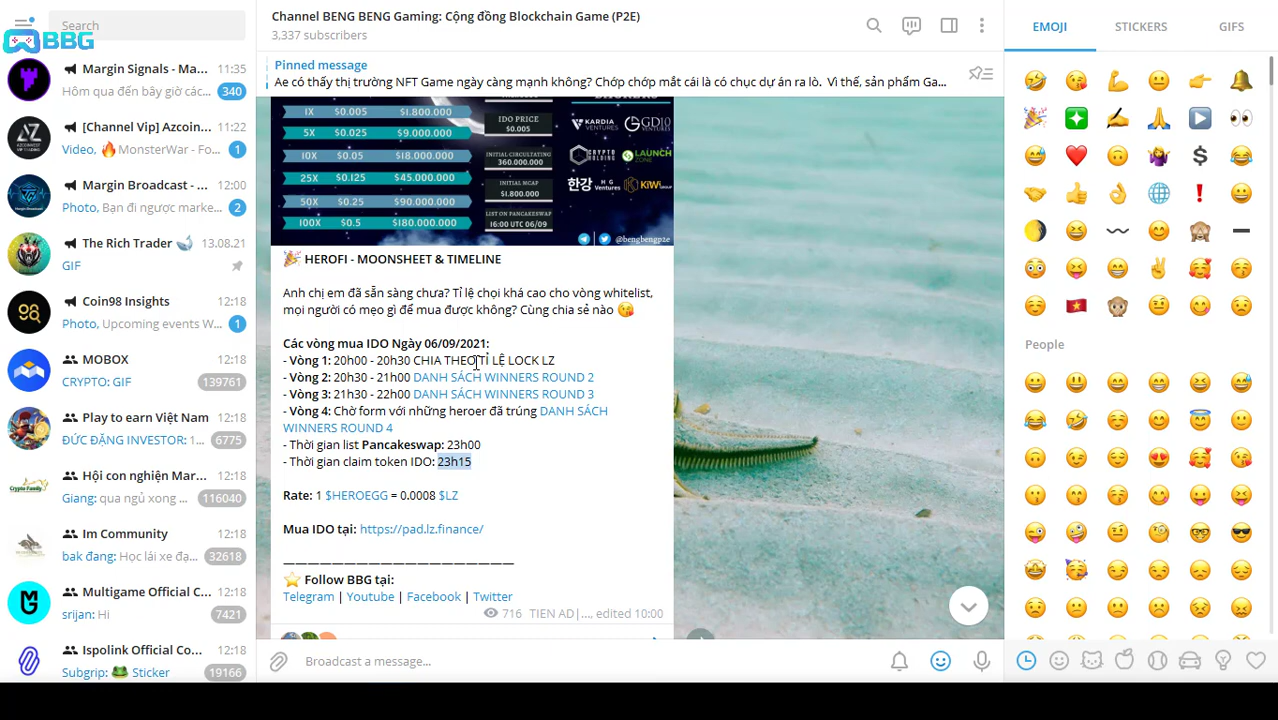 Search
BBG
Margin Signals - Ma...
11:35
Hôm qua đến bây giờ các...
340
[Channel Vip] Azcoin...
11:22
Video, 🔥 MonsterWar - Fo...
1
Margin Broadcast - ...
12:00
Photo, Bạn đi ngược marke...
2
The Rich Trader
13.08.21
GIF
Coin98 Insights
12:18
Photo, Upcoming events W...
1
MOBOX
12:18
CRYPTO: GIF
139761
Play to earn Việt Nam
12:18
ĐỨC ĐĂNG INVESTOR: 1...
6775
Hội con nghiện Mar...
12:18
Giang: qua ngủ xong ...
116040
Im Community
12:18
bak đang: Học lái xe đạ...
32618
Multigame Official C...
12:18
srijan: Hi
7421
Ispolink Official Co...
12:18
Subgrip: 🐸 Sticker
19166
Channel BENG BENG Gaming: Cộng đồng Blockchain Game (P2E)
3,337 subscribers
Pinned message
Ae có thấy thị trường NFT Game ngày càng mạnh không? Chớp chớp mắt cái là có chục dự án ra lò. Vì thế, sản phẩm Ga...
1X $0.005 $1.800.000
5X $0.025 $9.000.000
10X $0.05 $18.000.000
25X $0.125 $45.000.000
50X $0.25 $90.000.000
100X $0.5 $180.000.000
IDO PRICE
$0.005
INITIAL CIRCULTATING
360.000.000
INITIAL MCAP
$1.800.000
LIST ON PANCAKESWAP
16:00 UTC 06/09
BACKERS
KARDIA
VENTURES
GD10
VENTURES
CRYPTO
HOLDING
LAUNCH
ZONE
한강
HG
Ventures
KiWi
GROUP
@bengbengp2e
🎉 HEROFI - MOONSHEET & TIMELINE
Anh chị em đã sẵn sàng chưa? Tỉ lệ chọi khá cao cho vòng whitelist,
mọi người có mẹo gì để mua được không? Cùng chia sẻ nào 😘
Các vòng mua IDO Ngày 06/09/2021:
- Vòng 1: 20h00 - 20h30 CHIA THEO TỈ LỆ LOCK LZ
- Vòng 2: 20h30 - 21h00 DANH SÁCH WINNERS ROUND 2
- Vòng 3: 21h30 - 22h00 DANH SÁCH WINNERS ROUND 3
- Vòng 4: Chờ form với những heroer đã trúng DANH SÁCH
WINNERS ROUND 4
- Thời gian list Pancakeswap: 23h00
- Thời gian claim token IDO: 23h15
Rate: 1 $HEROEGG = 0.0008 $LZ
Mua IDO tại: https://pad.lz.finance/
—————————————————
⭐ Follow BBG tại:
Telegram | Youtube | Facebook | Twitter
716 TIEN AD|..., edited 10:00
Broadcast a message...
EMOJI
STICKERS
GIFS
People